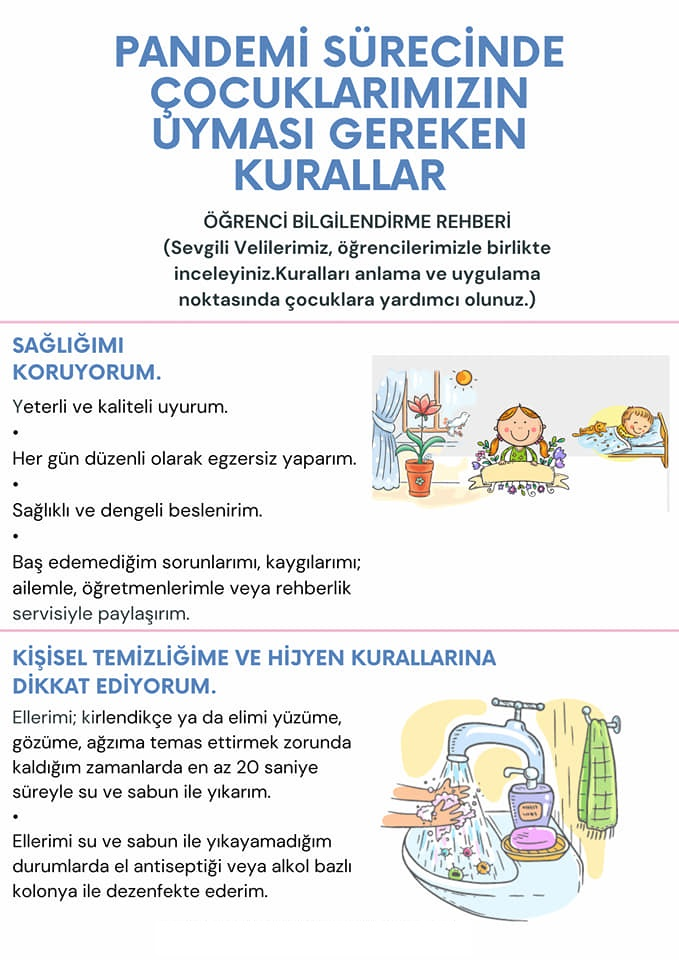 PANDEMİ SÜRECİNDE
ÇOCUKLARIMIZIN
UYMASI GEREKEN
KURALLAR
ÖĞRENCİ BİLGİLENDİRME REHBERİ
(Sevgili Velilerimiz, öğrencilerimizle birlikte
inceleyiniz.Kuralları anlama ve uygulama
noktasında çocuklara yardımcı olunuz.)
SAĞLIĞIMI
KORUYORUM.
Yeterli ve kaliteli uyurum.
•
Her gün düzenli olarak egzersiz yaparım.
•
Sağlıklı ve dengeli beslenirim.
•
Baş edemediğim sorunlarımı, kaygılarımı;
ailemle, öğretmenlerimle veya rehberlik
servisiyle paylaşırım.
KİŞİSEL TEMİZLİĞİME VE HİJYEN KURALLARINA
DİKKAT EDİYORUM.
Ellerimi; kirlendikçe ya da elimi yüzüme,
gözüme, ağzıma temas ettirmek zorunda
kaldığım zamanlarda en az 20 saniye
süreyle su ve sabun ile yıkarım.
•
Ellerimi su ve sabun ile yıkayamadığım
durumlarda el antiseptiği veya alkol bazlı
kolonya ile dezenfekte ederim.